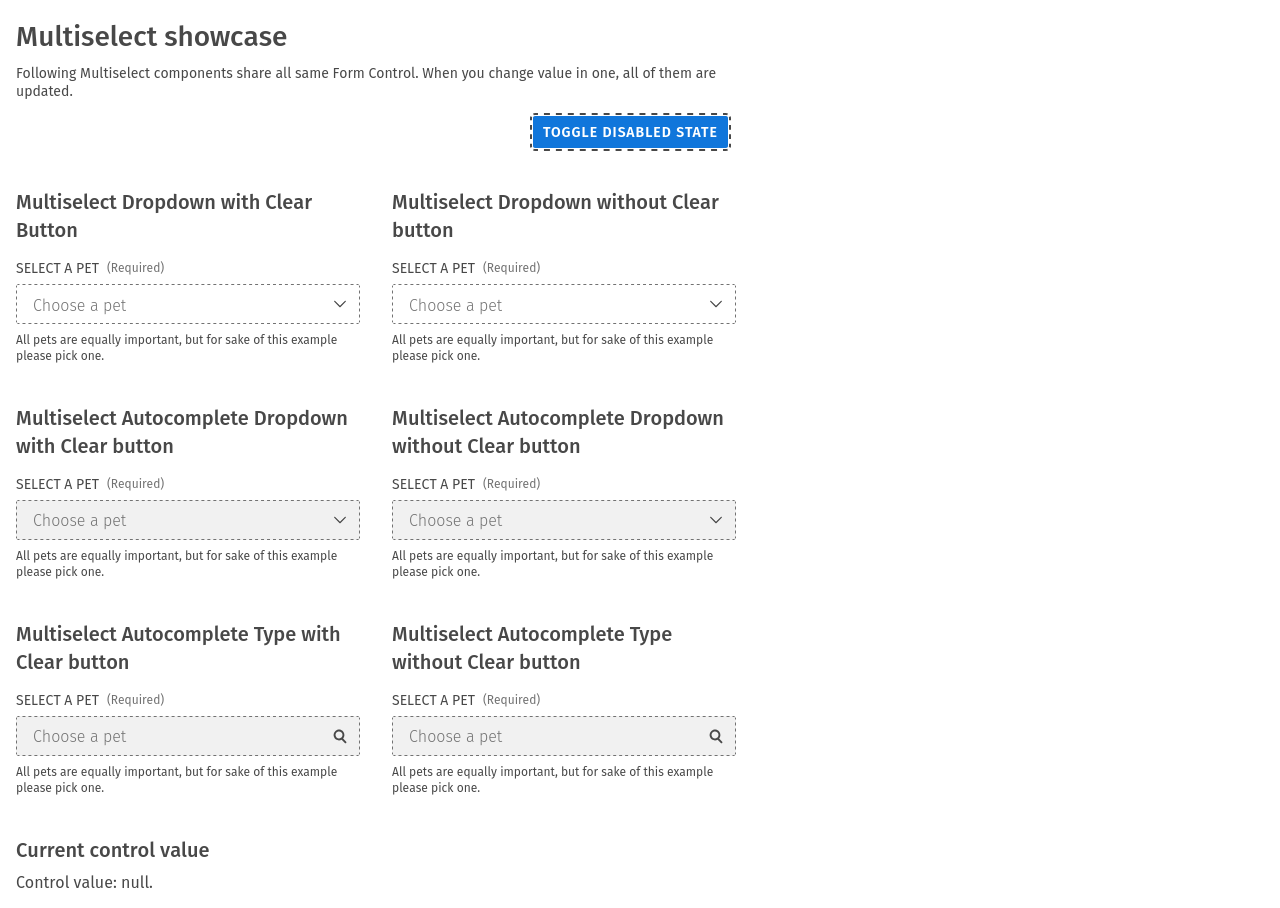 Multiselect showcase
Following Multiselect components share all same Form Control. When you change value in one, all of them are
updated.
TOGGLE DISABLED STATE
Multiselect Dropdown with Clear
Button
SELECT A PET (Required)
Choose a pet
All pets are equally important, but for sake of this example
please pick one.
Multiselect Dropdown without Clear
button
SELECT A PET (Required)
Choose a pet
All pets are equally important, but for sake of this example
please pick one.
Multiselect Autocomplete Dropdown
with Clear button
SELECT A PET (Required)
Choose a pet
All pets are equally important, but for sake of this example
please pick one.
Multiselect Autocomplete Dropdown
without Clear button
SELECT A PET (Required)
Choose a pet
All pets are equally important, but for sake of this example
please pick one.
Multiselect Autocomplete Type with
Clear button
SELECT A PET (Required)
Choose a pet
All pets are equally important, but for sake of this example
please pick one.
Multiselect Autocomplete Type
without Clear button
SELECT A PET (Required)
Choose a pet
All pets are equally important, but for sake of this example
please pick one.
Current control value
Control value: null.